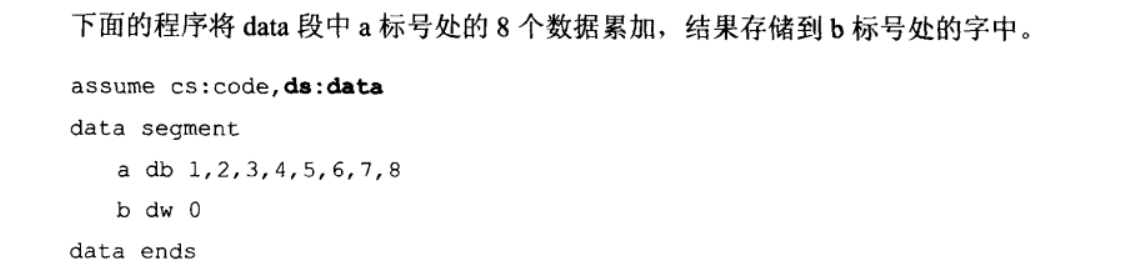 下面的程序将 data 段中 a 标号处的 8 个数据累加，结果存储到 b 标号处的字中。
assume cs:code,ds:data
data segment
a db 1,2,3,4,5,6,7,8
b dw 0
data ends